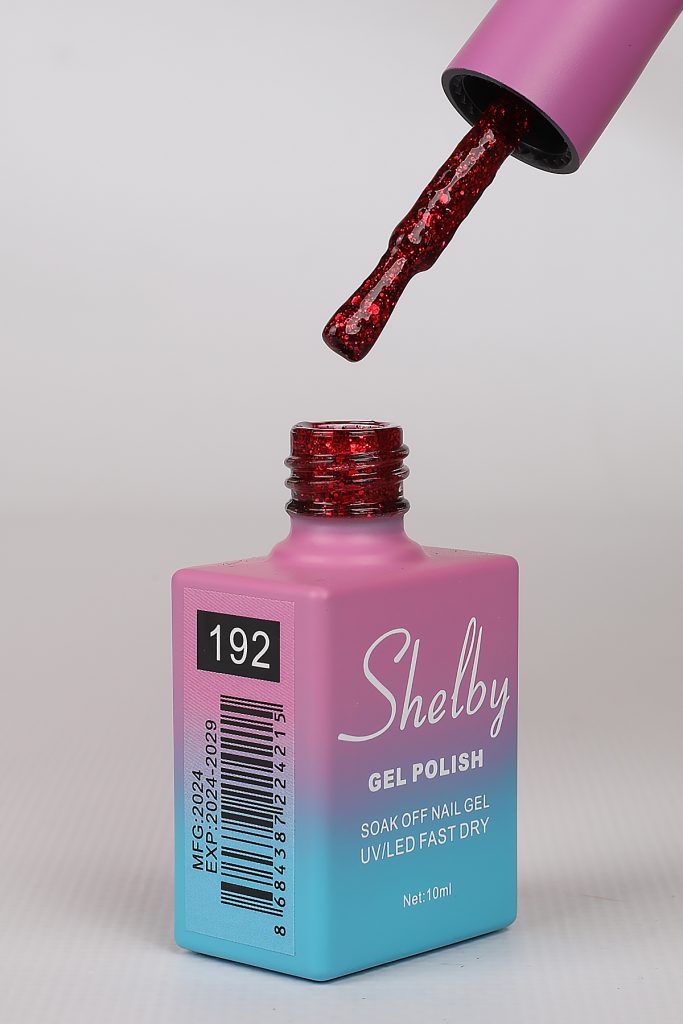 192
MFG:2024
EXP:2024-2029
8684387224215
Shelby
GEL POLISH
SOAK OFF NAIL GEL
UV/LED FAST DRY
Net:10ml